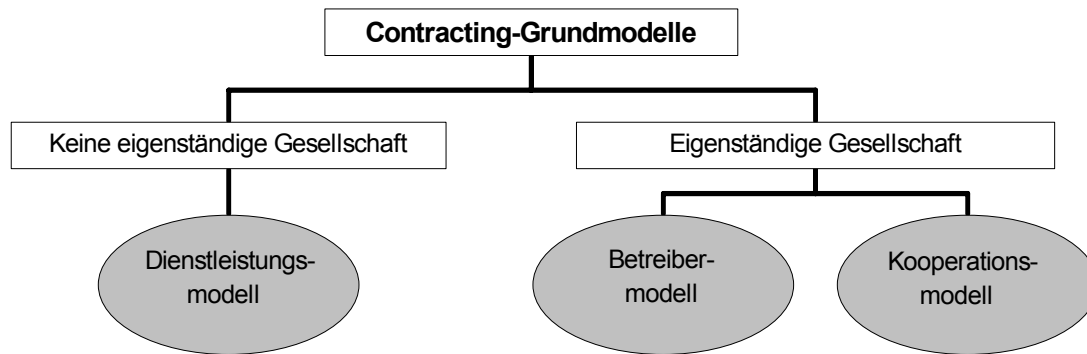 Contracting-Grundmodelle
Keine eigenständige Gesellschaft
Eigenständige Gesellschaft
Dienstleistungs-
modell
Betreiber-
modell
Kooperations-
modell